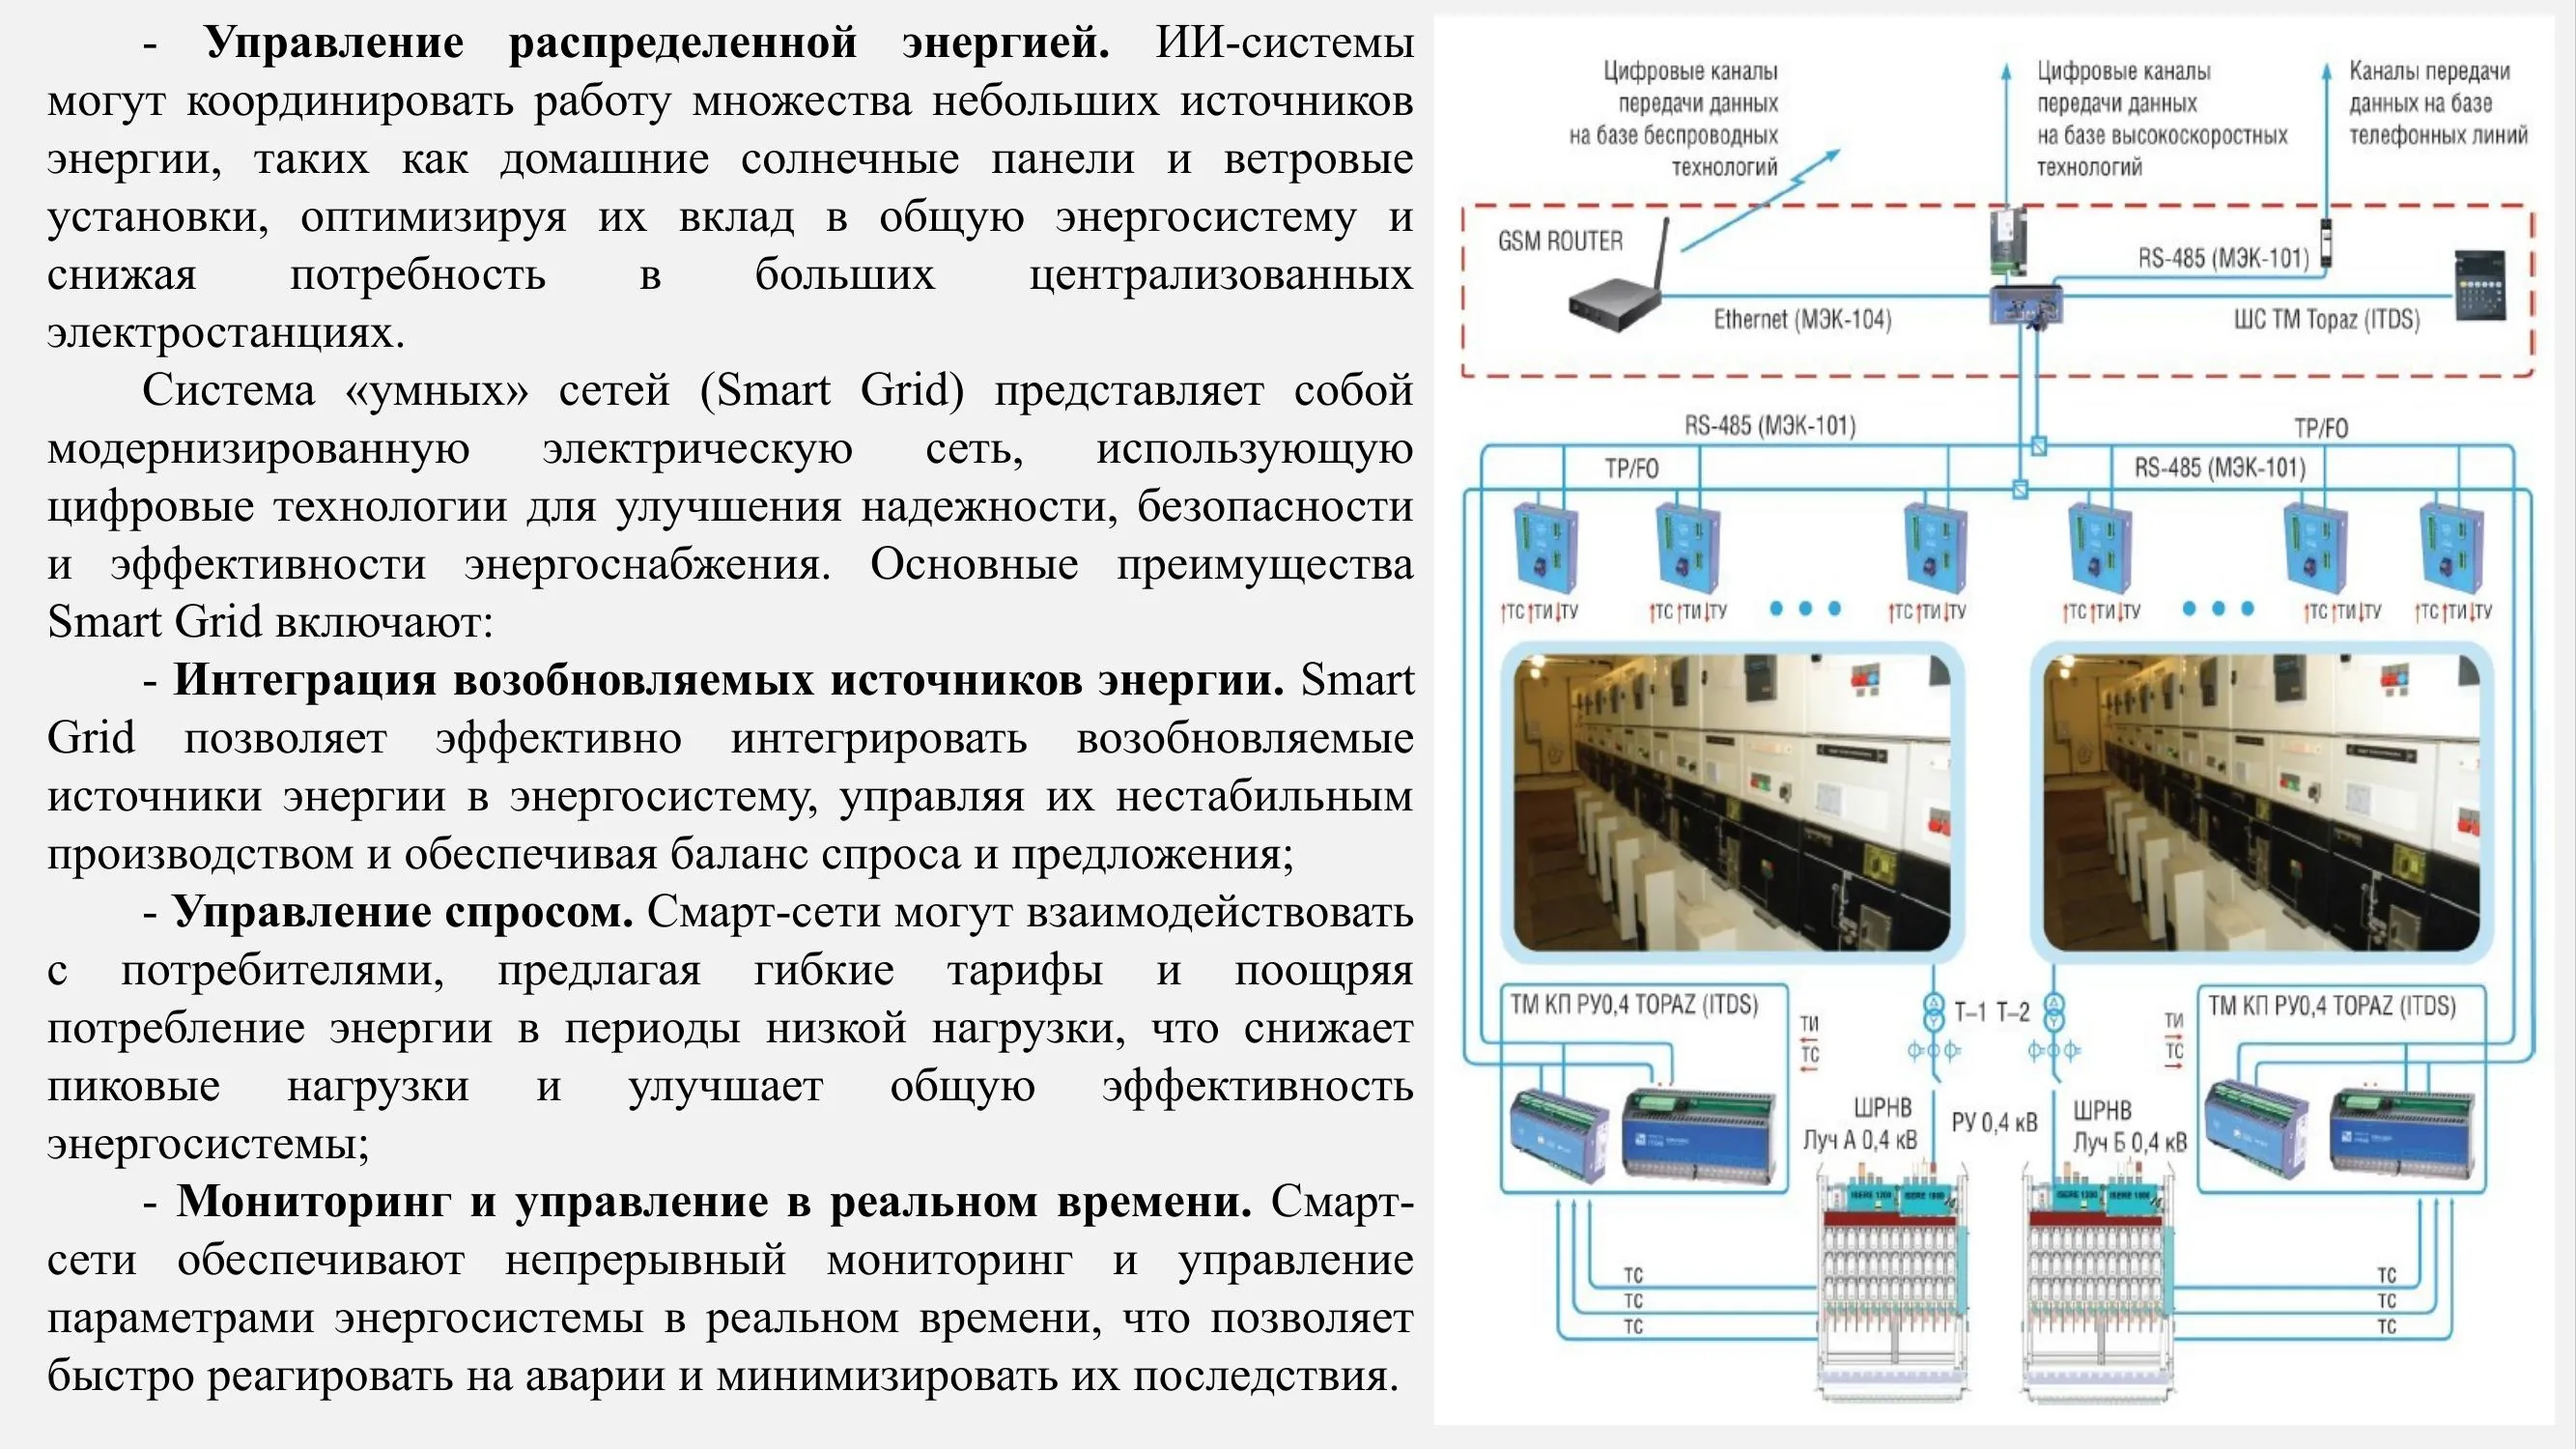 - Управление распределенной энергией. ИИ-системы
могут координировать работу множества небольших источников
энергии, таких как домашние солнечные панели и ветровые
установки, оптимизируя их вклад в общую энергосистему и
снижая потребность в больших централизованных
электростанциях.
Система «умных» сетей (Smart Grid) представляет собой
модернизированную электрическую сеть, использующую
цифровые технологии для улучшения надежности, безопасности
и эффективности энергоснабжения. Основные преимущества
Smart Grid включают:
- Интеграция возобновляемых источников энергии. Smart
Grid позволяет эффективно интегрировать возобновляемые
источники энергии в энергосистему, управляя их нестабильным
производством и обеспечивая баланс спроса и предложения;
- Управление спросом. Смарт-сети могут взаимодействовать
с потребителями, предлагая гибкие тарифы и поощряя
потребление энергии в периоды низкой нагрузки, что снижает
пиковые нагрузки и улучшает общую эффективность
энергосистемы;
- Мониторинг и управление в реальном времени. Смарт-
сети обеспечивают непрерывный мониторинг и управление
параметрами энергосистемы в реальном времени, что позволяет
быстро реагировать на аварии и минимизировать их последствия.
Цифровые каналы
передачи данных
на базе беспроводных
технологий
Цифровые каналы
передачи данных
на базе высокоскоростных
технологий
Каналы передачи
данных на базе
телефонных линий
GSM ROUTER
RS-485 (МЭК-101)
Ethernet (МЭК-104)
ШС ТМ Topaz (ITDS)
RS-485 (МЭК-101)
TP/FO
TP/FO
RS-485 (МЭК-101)
↑ТС ↑ТИ ↓ТУ
↑ТС ↑ТИ ↓ТУ
↑ТС ↑ТИ ↓ТУ
↑ТС ↑ТИ ↓ТУ
↑ТС ↑ТИ ↓ТУ
↑ТС ↑ТИ ↓ТУ
ТМ КП РУ0,4 TOPAZ (ITDS)
ТИ
ТС
Т–1 Т–2
ТИ
ТС
ТМ КП РУ0,4 TOPAZ (ITDS)
ШРНВ
Луч А 0,4 кВ
РУ 0,4 кВ
ШРНВ
Луч Б 0,4 кВ
ТС
ТС
ТС
ТС
ТС
ТС